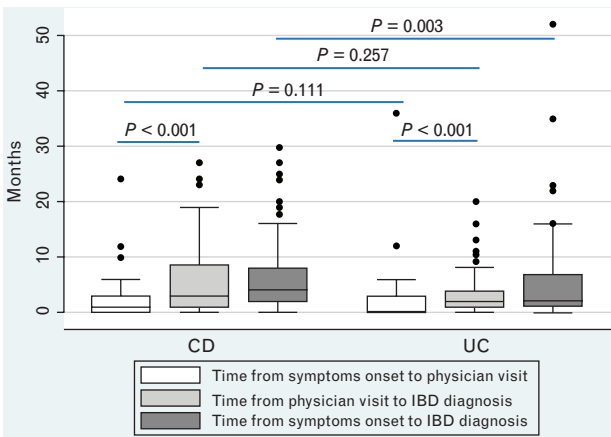 50
40
30
20
10
0
Months
P = 0.003
P = 0.257
P = 0.111
P < 0.001
P < 0.001
CD
UC
Time from symptoms onset to physician visit
Time from physician visit to IBD diagnosis
Time from symptoms onset to IBD diagnosis